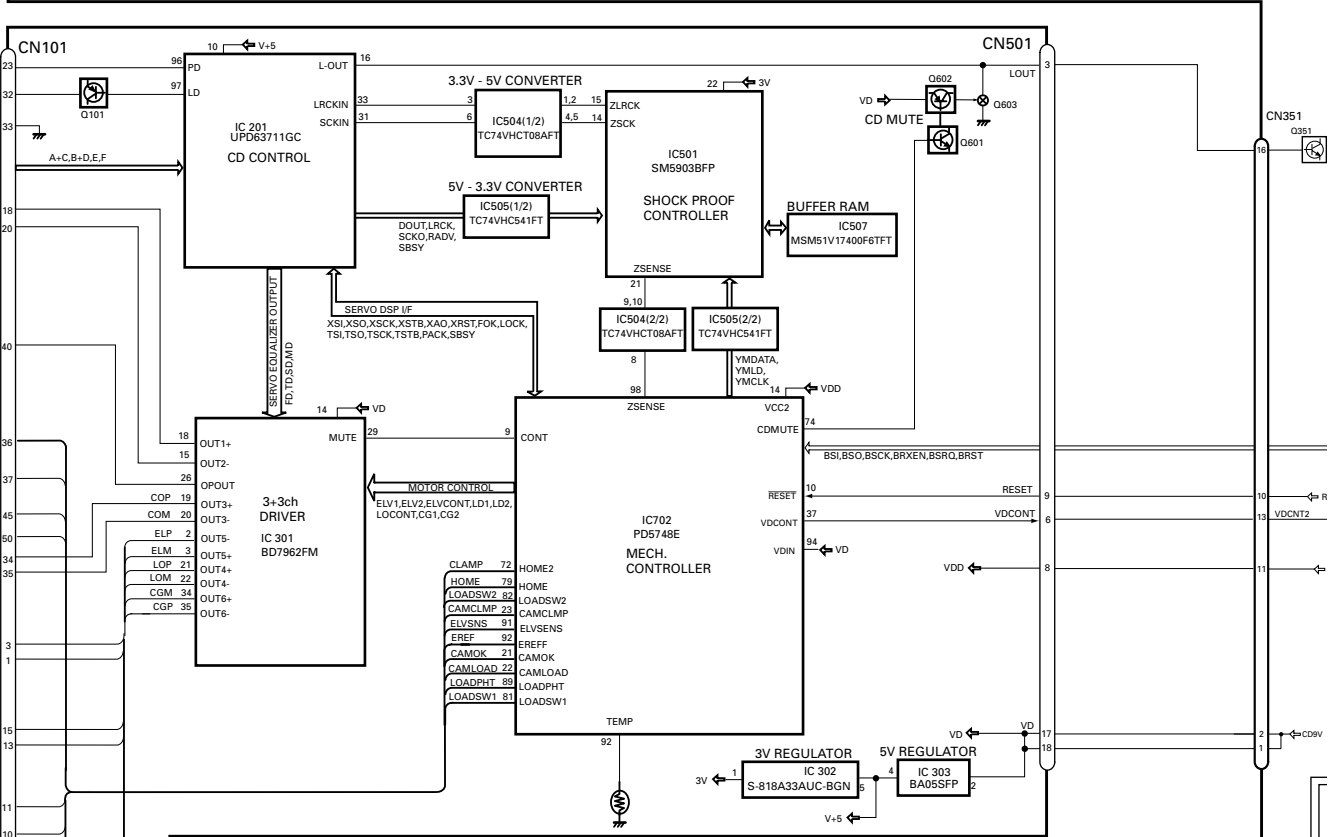 CN101
CN501
CN351
23
32
33
18
20
40
36
37
45
50
34
35
3
1
15
13
11
10
10 V+5
96 PD
97 LD
Q101
A+C,B+D,E,F
IC 201
UPD63711GC
CD CONTROL
L-OUT 16
LRCKIN 33
SCKIN 31
3.3V - 5V CONVERTER
3 1,2
6 4,5
IC504(1/2)
TC74VHCT08AFT
5V - 3.3V CONVERTER
IC505(1/2)
TC74VHC541FT
DOUT,LRCK,
SCKO,RADV,
SBSY
22 3V
15 ZLRCK
14 ZSCK
IC501
SM5903BFP
SHOCK PROOF
CONTROLLER
ZSENSE
21
BUFFER RAM
IC507
MSM51V17400F6TFT
VD
Q602
CD MUTE
Q603
Q601
LOUT
3
16
Q351
SERVO EQUALIZER OUTPUT
FD,TD,SD,MD
SERVO DSP I/F
XSI,XSO,XSCK,XSTB,XAO,XRST,FOK,LOCK,
TSI,TSO,TSCK,TSTB,PACK,SBSY
9,10
IC504(2/2)
TC74VHCT08AFT
8
IC505(2/2)
TC74VHC541FT
YMDATA,
YMLD,
YMCLK
14 VD
MUTE 29
18 OUT1+
15 OUT2-
26 OPOUT
COP 19 OUT3+
COM 20 OUT3-
ELP 2 OUT5-
ELM 3 OUT5+
LOP 21 OUT4+
LOM 22 OUT4-
CGM 34 OUT6+
CGP 35 OUT6-
3+3ch
DRIVER
IC 301
BD7962FM
MOTOR CONTROL
ELV1,ELV2,ELVCONT,LD1,LD2,
LOCONT,CG1,CG2
98
ZSENSE
14 VDD
VCC2
CDMUTE 74
9 CONT
BSI,BSO,BSCK,BRXEN,BSRQ,BRST
RESET 10
RESET 9
10 R
VDCONT 37
VDCONT 6
13 VDCNT2
VDIN 94 VD
VDD 8
11
IC702
PD5748E
MECH.
CONTROLLER
CLAMP 72 HOME2
HOME 79 HOME
LOADSW2 82 LOADSW2
CAMCLMP 23 CAMCLMP
ELVSNS 91 ELVSENS
EREF 92 EREFF
CAMOK 21 CAMOK
CAMLOAD 22 CAMLOAD
LOADPHT 89 LOADPHT
LOADSW1 81 LOADSW1
TEMP
92
VD VD 17
18
2 CD9V
1
3V REGULATOR
3V 1
IC 302
S-818A33AUC-BGN
5
5V REGULATOR
4 IC 303
BA05SFP
2
V+5